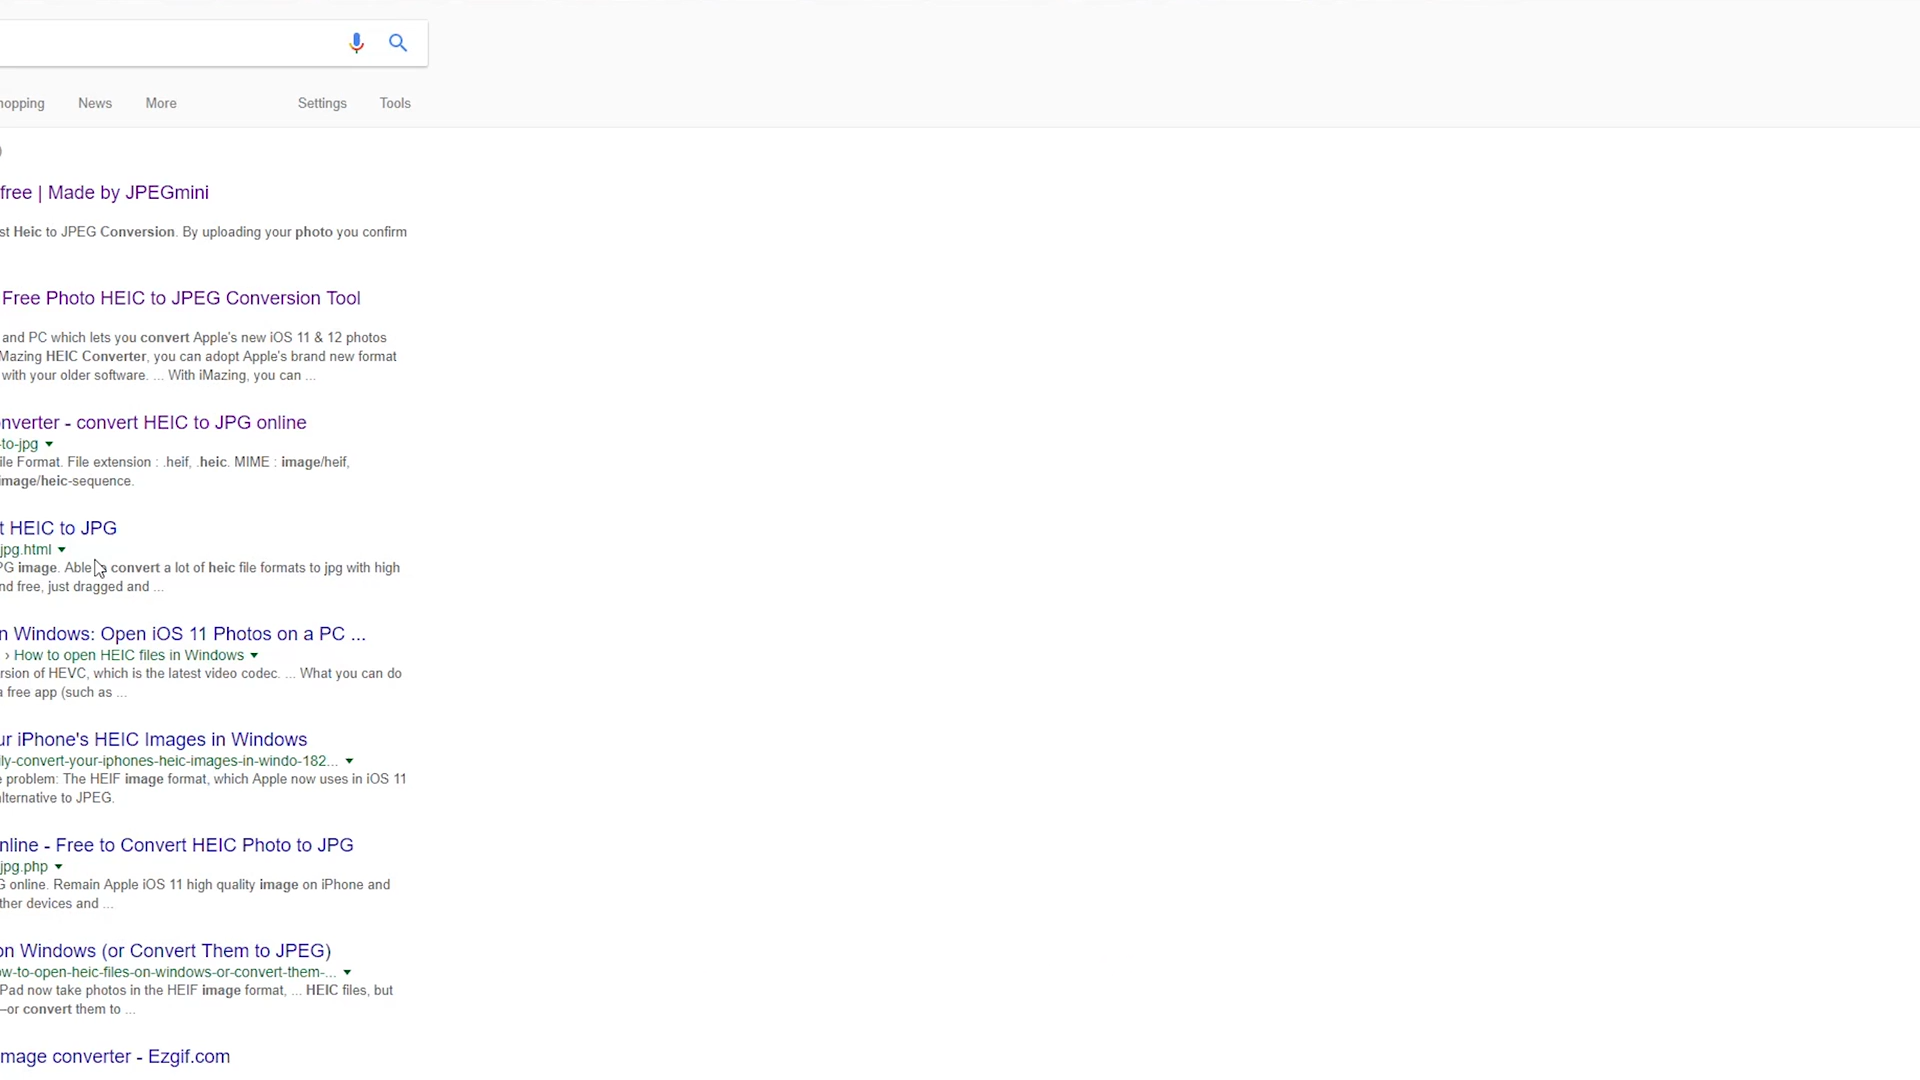 News More Settings Tools
free | Made by JPEGmini
Heic to JPEG Conversion. By uploading your photo you confirm
Free Photo HEIC to JPEG Conversion Tool
and PC which lets you convert Apple's new iOS 11 & 12 photos
HEIC Converter, you can adopt Apple's brand new format
with your older software. ... With iMazing, you can ...
nverter - convert HEIC to JPG online
-to-jpg
ile Format. File extension : .heif, .heic. MIME : image/heif,
image/heic-sequence.
t HEIC to JPG
jpg.html
PG image. Able convert a lot of heic file formats to jpg with high
nd free, just dragged and ...
n Windows: Open iOS 11 Photos on a PC ...
› How to open HEIC files in Windows
rsion of HEVC, which is the latest video codec. ... What you can do
a free app (such as ...
ur iPhone's HEIC Images in Windows
ly-convert-your-iphones-heic-images-in-windo-182...
e problem: The HEIF image format, which Apple now uses in iOS 11
lternative to JPEG.
nline - Free to Convert HEIC Photo to JPG
jpg.php
G online. Remain Apple iOS 11 high quality image on iPhone and
ther devices and ...
on Windows (or Convert Them to JPEG)
ow-to-open-heic-files-on-windows-or-convert-them-...
Pad now take photos in the HEIF image format, ... HEIC files, but
–or convert them to ...
mage converter - Ezgif.com